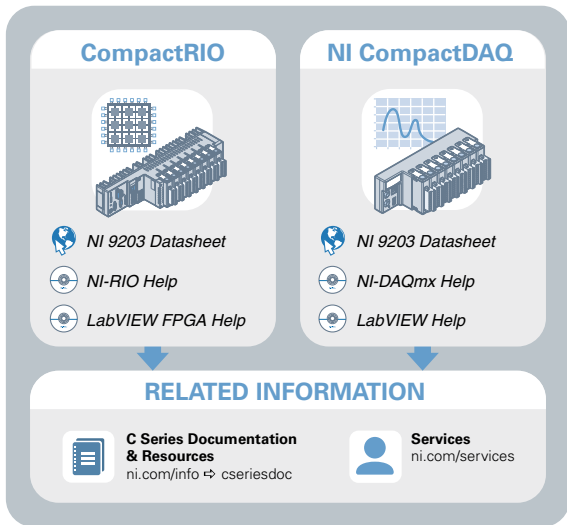 CompactRIO
NI 9203 Datasheet
NI-RIO Help
LabVIEW FPGA Help
NI CompactDAQ
NI 9203 Datasheet
NI-DAQmx Help
LabVIEW Help
RELATED INFORMATION
C Series Documentation
& Resources
ni.com/info ➪ cseriesdoc
Services
ni.com/services